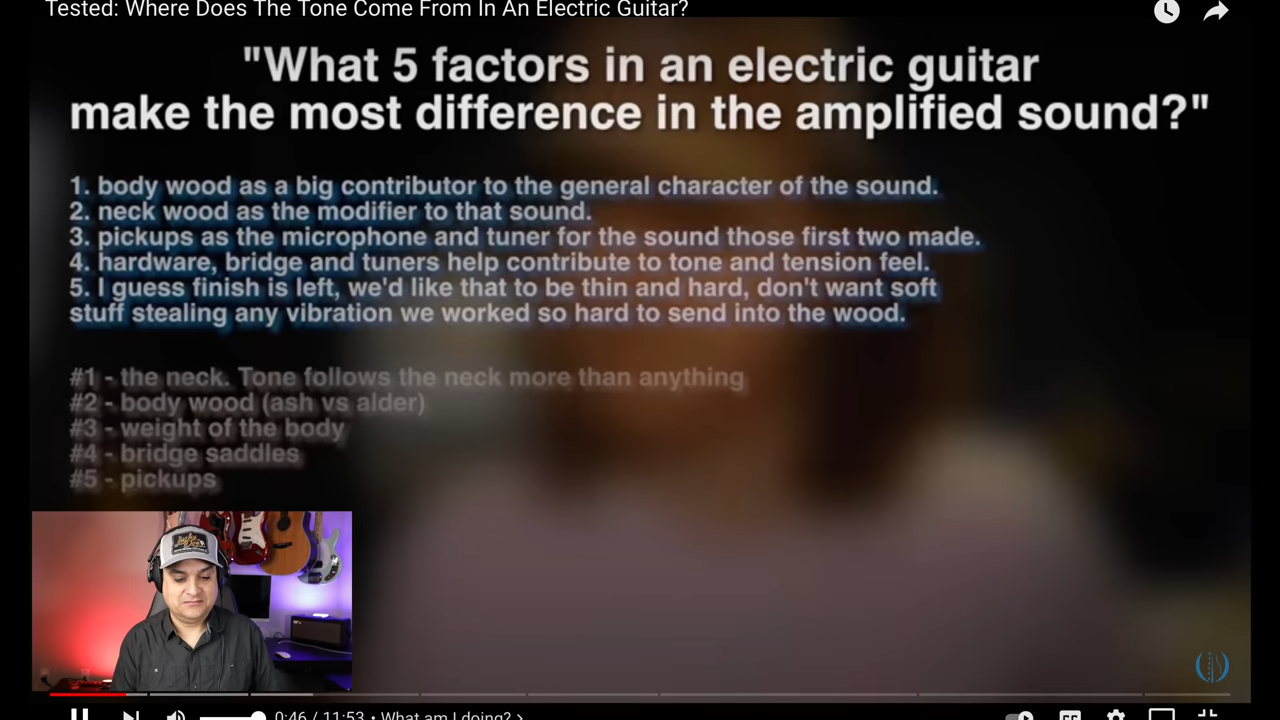 Tested: Where Does The Tone Come From In An Electric Guitar?
"What 5 factors in an electric guitar
make the most difference in the amplified sound?"
1. body wood as a big contributor to the general character of the sound.
2. neck wood as the modifier to that sound.
3. pickups as the microphone and tuner for the sound those first two made.
4. hardware, bridge and tuners help contribute to tone and tension feel.
5. I guess finish is left, we'd like that to be thin and hard, don't want soft
stuff stealing any vibration we worked so hard to send into the wood.
#1 - the neck. Tone follows the neck more than anything
#2 - body wood (ash vs alder)
#3 - weight of the body
#4 - bridge saddles
#5 - pickups
0:46 / 11:53 • What am I doing? >